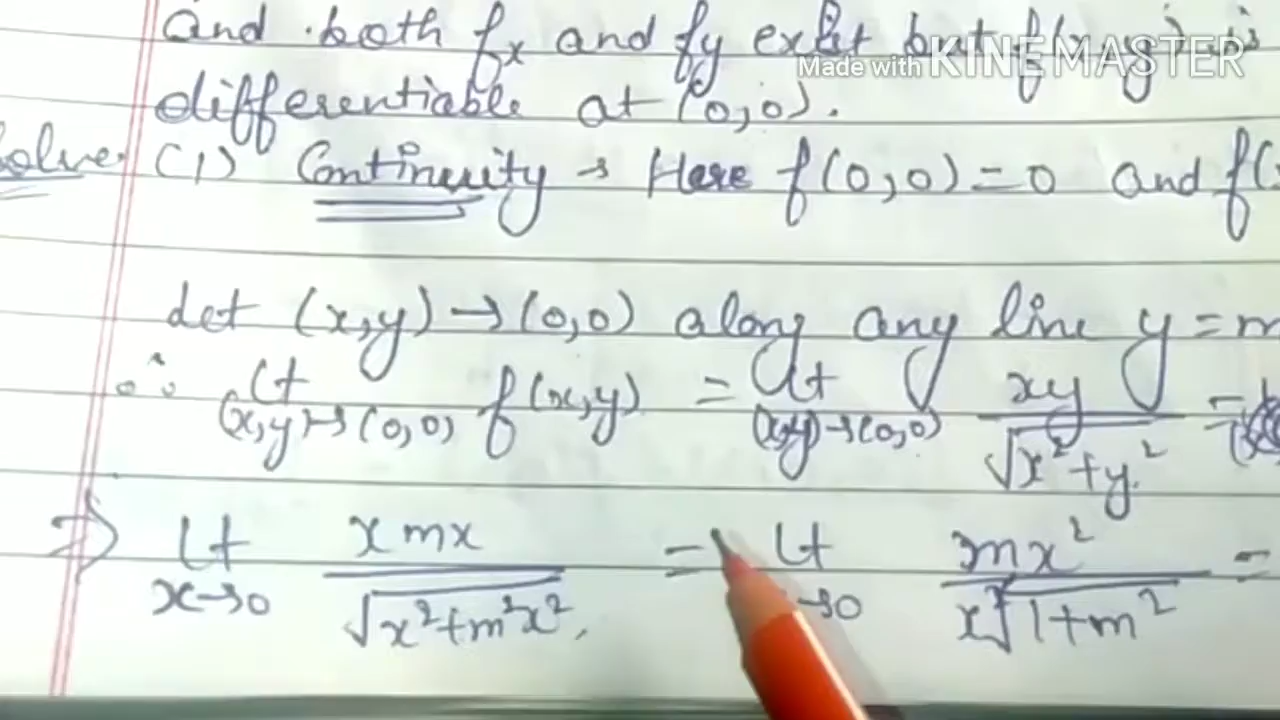 and both fx and fy exist but f(x,y) is
Made with KINEMASTER
differentiable at (0,0).
Solve (1) Continuity → Here f(0,0) = 0 and f(
Let (x,y) → (0,0) along any line y = m
∴ Lt (x,y)→(0,0) f(x,y) = Lt (x,y)→(0,0) xy/√x²+y² =
⇒ Lt x→0 x mx/√x²+m²x² = Lt →0 mx²/x√1+m² =